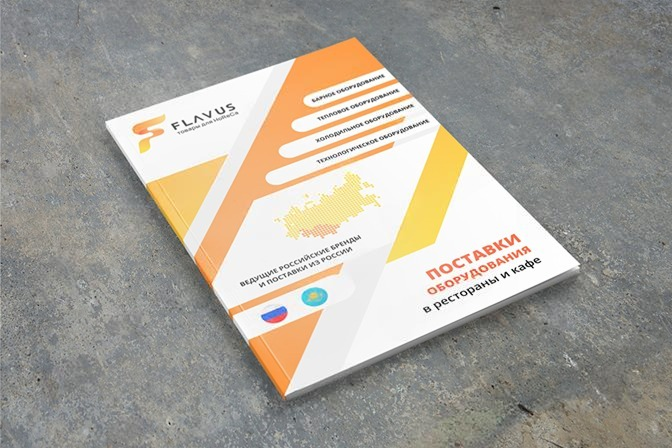 FLAVUS
товары для HoReCa
БАРНОЕ ОБОРУДОВАНИЕ
ТЕПЛОВОЕ ОБОРУДОВАНИЕ
ХОЛОДИЛЬНОЕ ОБОРУДОВАНИЕ
ТЕХНОЛОГИЧЕСКОЕ ОБОРУДОВАНИЕ
ВЕДУЩИЕ РОССИЙСКИЕ БРЕНДЫ
И ПОСТАВКИ ИЗ РОССИИ
ПОСТАВКИ
ОБОРУДОВАНИЯ
в рестораны и кафе